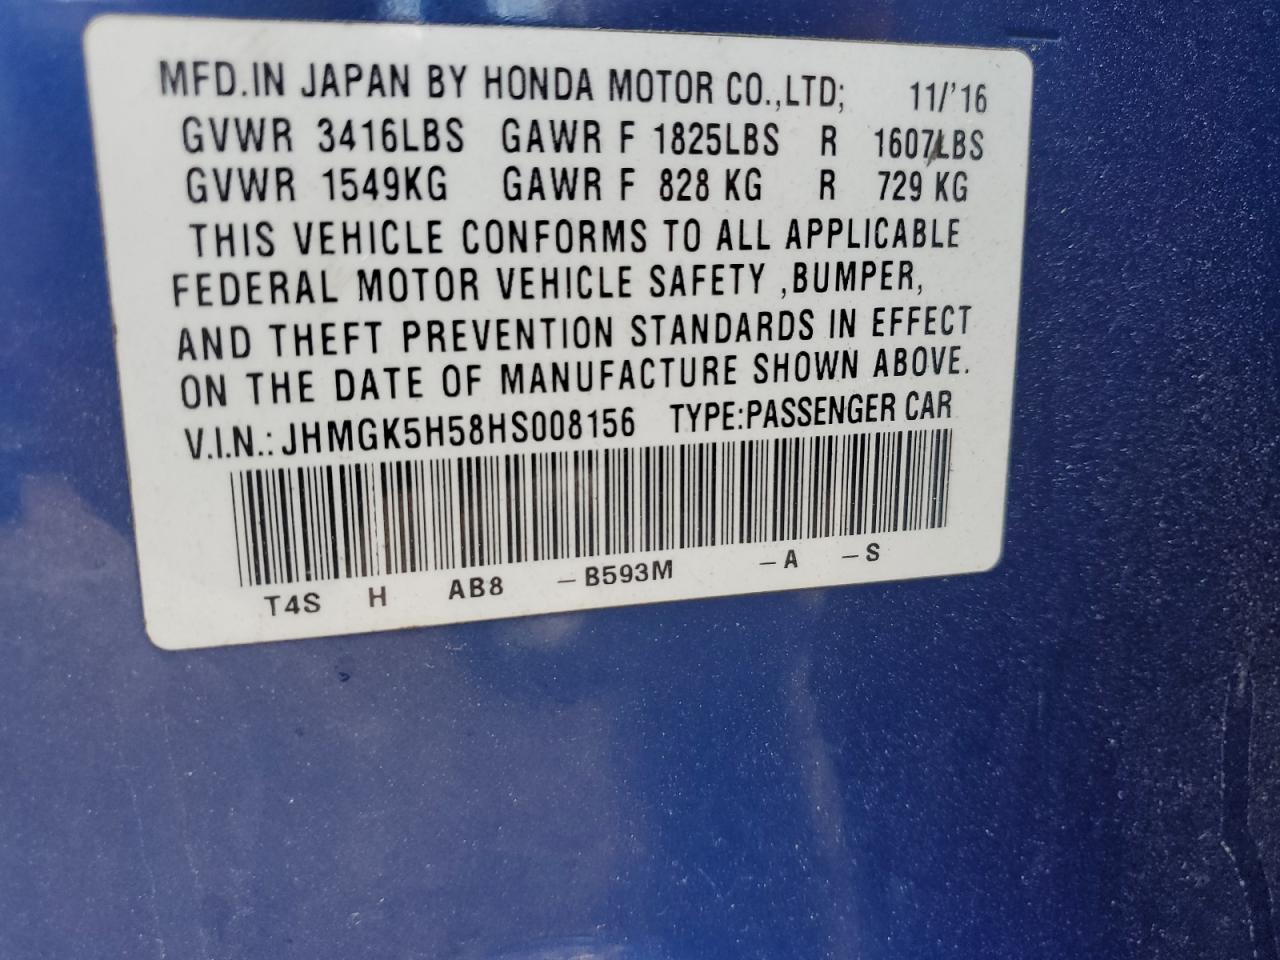 MFD.IN JAPAN BY HONDA MOTOR CO.,LTD; 11/'16
GVWR 3416LBS GAWR F 1825LBS R 1607LBS
GVWR 1549KG GAWR F 828 KG R 729 KG
THIS VEHICLE CONFORMS TO ALL APPLICABLE
FEDERAL MOTOR VEHICLE SAFETY ,BUMPER,
AND THEFT PREVENTION STANDARDS IN EFFECT
ON THE DATE OF MANUFACTURE SHOWN ABOVE.
V.I.N.: JHMGK5H58HS008156 TYPE:PASSENGER CAR
T4S H AB8 –B593M –A –S